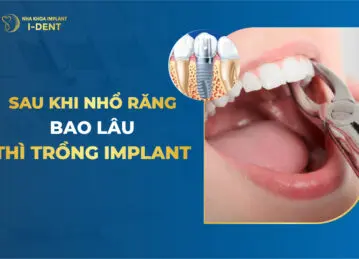 NHA KHOA IMPLANT
I-DENT
SAU KHI NHỔ RĂNG
BAO LÂU
THÌ TRỒNG IMPLANT